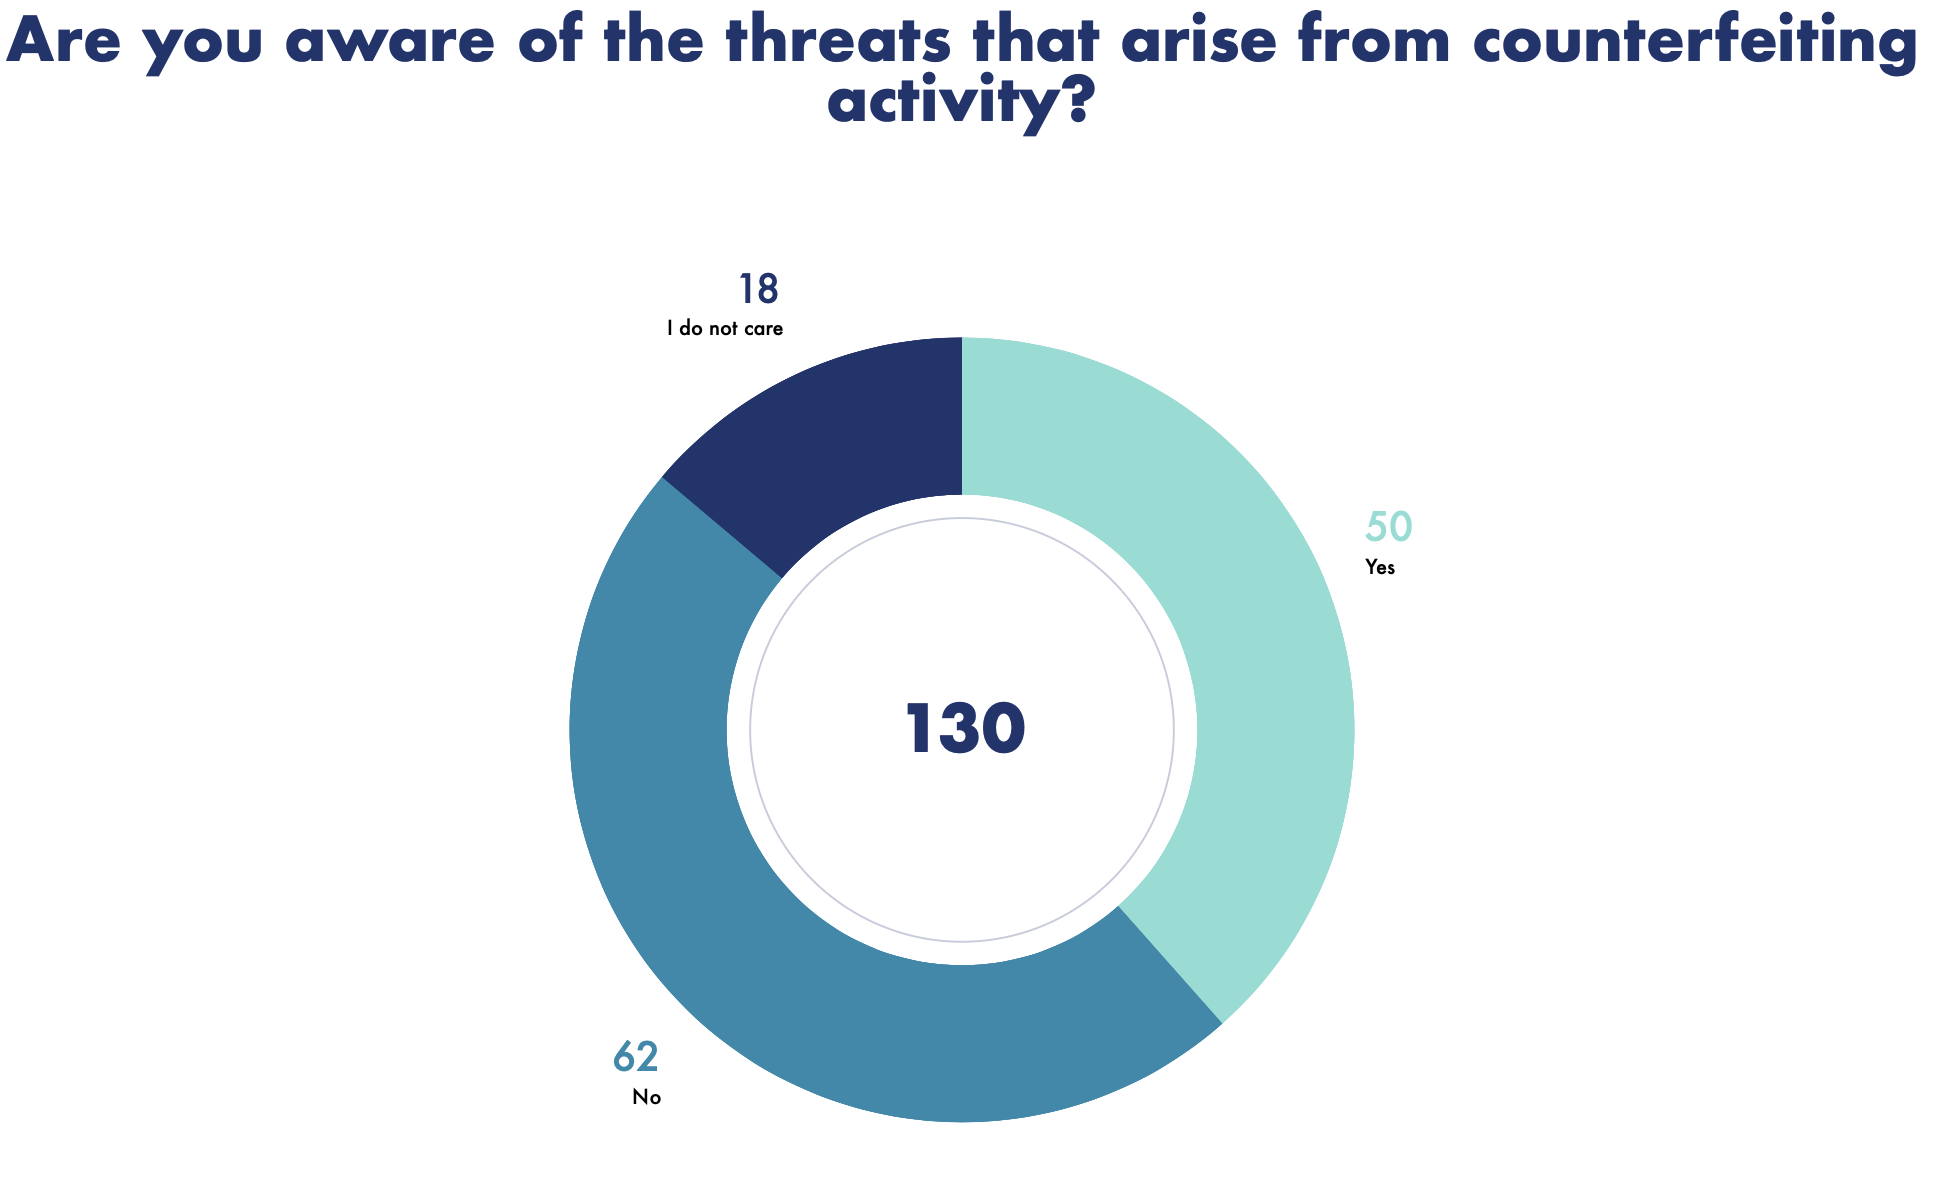 Are you aware of the threats that arise from counterfeiting
activity?
18
I do not care
50
Yes
130
62
No